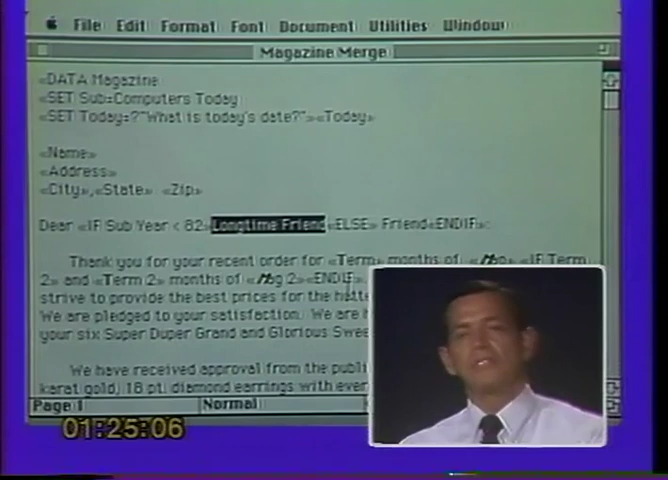 File Edit Format Font Document Utilities Window
Magazine Merge
«DATA Magazine
«SET Sub=Computers Today
«SET Today=?"What is today's date?"»«Today»
«Name»
«Address»
«City»,«State» «Zip»
Dear «IF Sub Year < 82»Longtime Friend«ELSE» Friend«ENDIF»:
Thank you for your recent order for «Term» months of «Mag» «IF Term
2» and «Term 2» months of «Mag 2»«ENDIF».
strive to provide the best prices for the
We are pledged to your satisfaction. We are
your six Super Duper Grand and Glorious
We have received approval from the
karat gold, 18 pt. diamond earrings with
Page 1 Normal
01:25:06